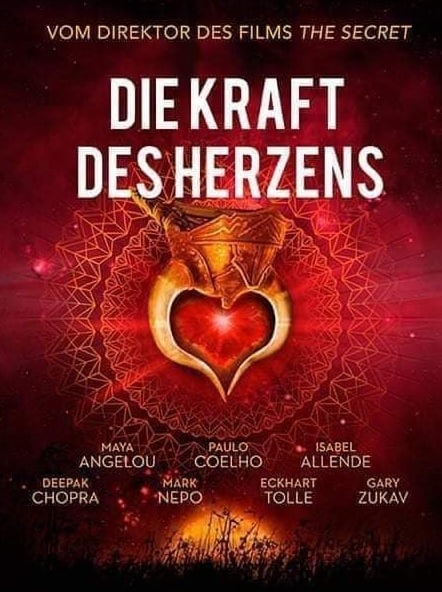 VOM DIREKTOR DES FILMS THE SECRET
DIE KRAFT
DES HERZENS
MAYA ANGELOU
PAULO COELHO
ISABEL ALLENDE
DEEPAK CHOPRA
MARK NEPO
ECKHART TOLLE
GARY ZUKAV